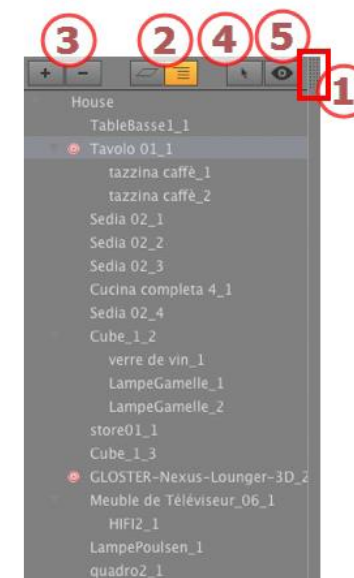 3 2 4 5
+ -
1
House
TableBasse1_1
Tavolo 01_1
tazzina caffè_1
tazzina caffè_2
Sedia 02_1
Sedia 02_2
Sedia 02_3
Cucina completa 4_1
Sedia 02_4
Cube_1_2
verre de vin_1
LampeGamelle_1
LampeGamelle_2
store01_1
Cube_1_3
GLOSTER-Nexus-Lounger-3D_2
Meuble de Téléviseur_06_1
HIFI2_1
LampePoulsen_1
quadro2_1